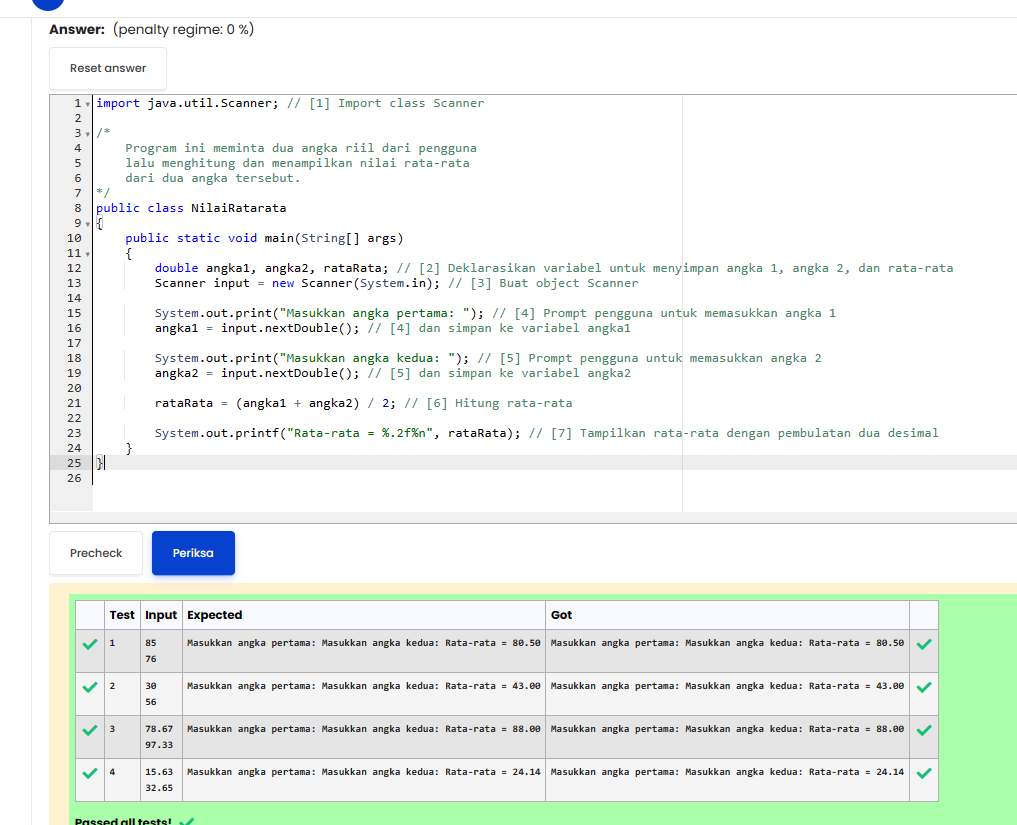 Answer: (penalty regime: 0 %)
Reset answer
1 import java.util.Scanner; // [1] Import class Scanner
2
3 /*
4     Program ini meminta dua angka riil dari pengguna
5     lalu menghitung dan menampilkan nilai rata-rata
6     dari dua angka tersebut.
7 */
8 public class NilaiRatarata
9 {
10     public static void main(String[] args)
11     {
12         double angka1, angka2, rataRata; // [2] Deklarasikan variabel untuk menyimpan angka 1, angka 2, dan rata-rata
13         Scanner input = new Scanner(System.in); // [3] Buat object Scanner
14
15         System.out.print("Masukkan angka pertama: "); // [4] Prompt pengguna untuk memasukkan angka 1
16         angka1 = input.nextDouble(); // [4] dan simpan ke variabel angka1
17
18         System.out.print("Masukkan angka kedua: "); // [5] Prompt pengguna untuk memasukkan angka 2
19         angka2 = input.nextDouble(); // [5] dan simpan ke variabel angka2
20
21         rataRata = (angka1 + angka2) / 2; // [6] Hitung rata-rata
22
23         System.out.printf("Rata-rata = %.2f%n", rataRata); // [7] Tampilkan rata-rata dengan pembulatan dua desimal
24     }
25 }
26
Precheck Periksa
Test Input Expected Got
1 85 Masukkan angka pertama: Masukkan angka kedua: Rata-rata = 80.50 Masukkan angka pertama: Masukkan angka kedua: Rata-rata = 80.50
76
2 30 Masukkan angka pertama: Masukkan angka kedua: Rata-rata = 43.00 Masukkan angka pertama: Masukkan angka kedua: Rata-rata = 43.00
56
3 78.67 Masukkan angka pertama: Masukkan angka kedua: Rata-rata = 88.00 Masukkan angka pertama: Masukkan angka kedua: Rata-rata = 88.00
97.33
4 15.63 Masukkan angka pertama: Masukkan angka kedua: Rata-rata = 24.14 Masukkan angka pertama: Masukkan angka kedua: Rata-rata = 24.14
32.65
Passed all tests!